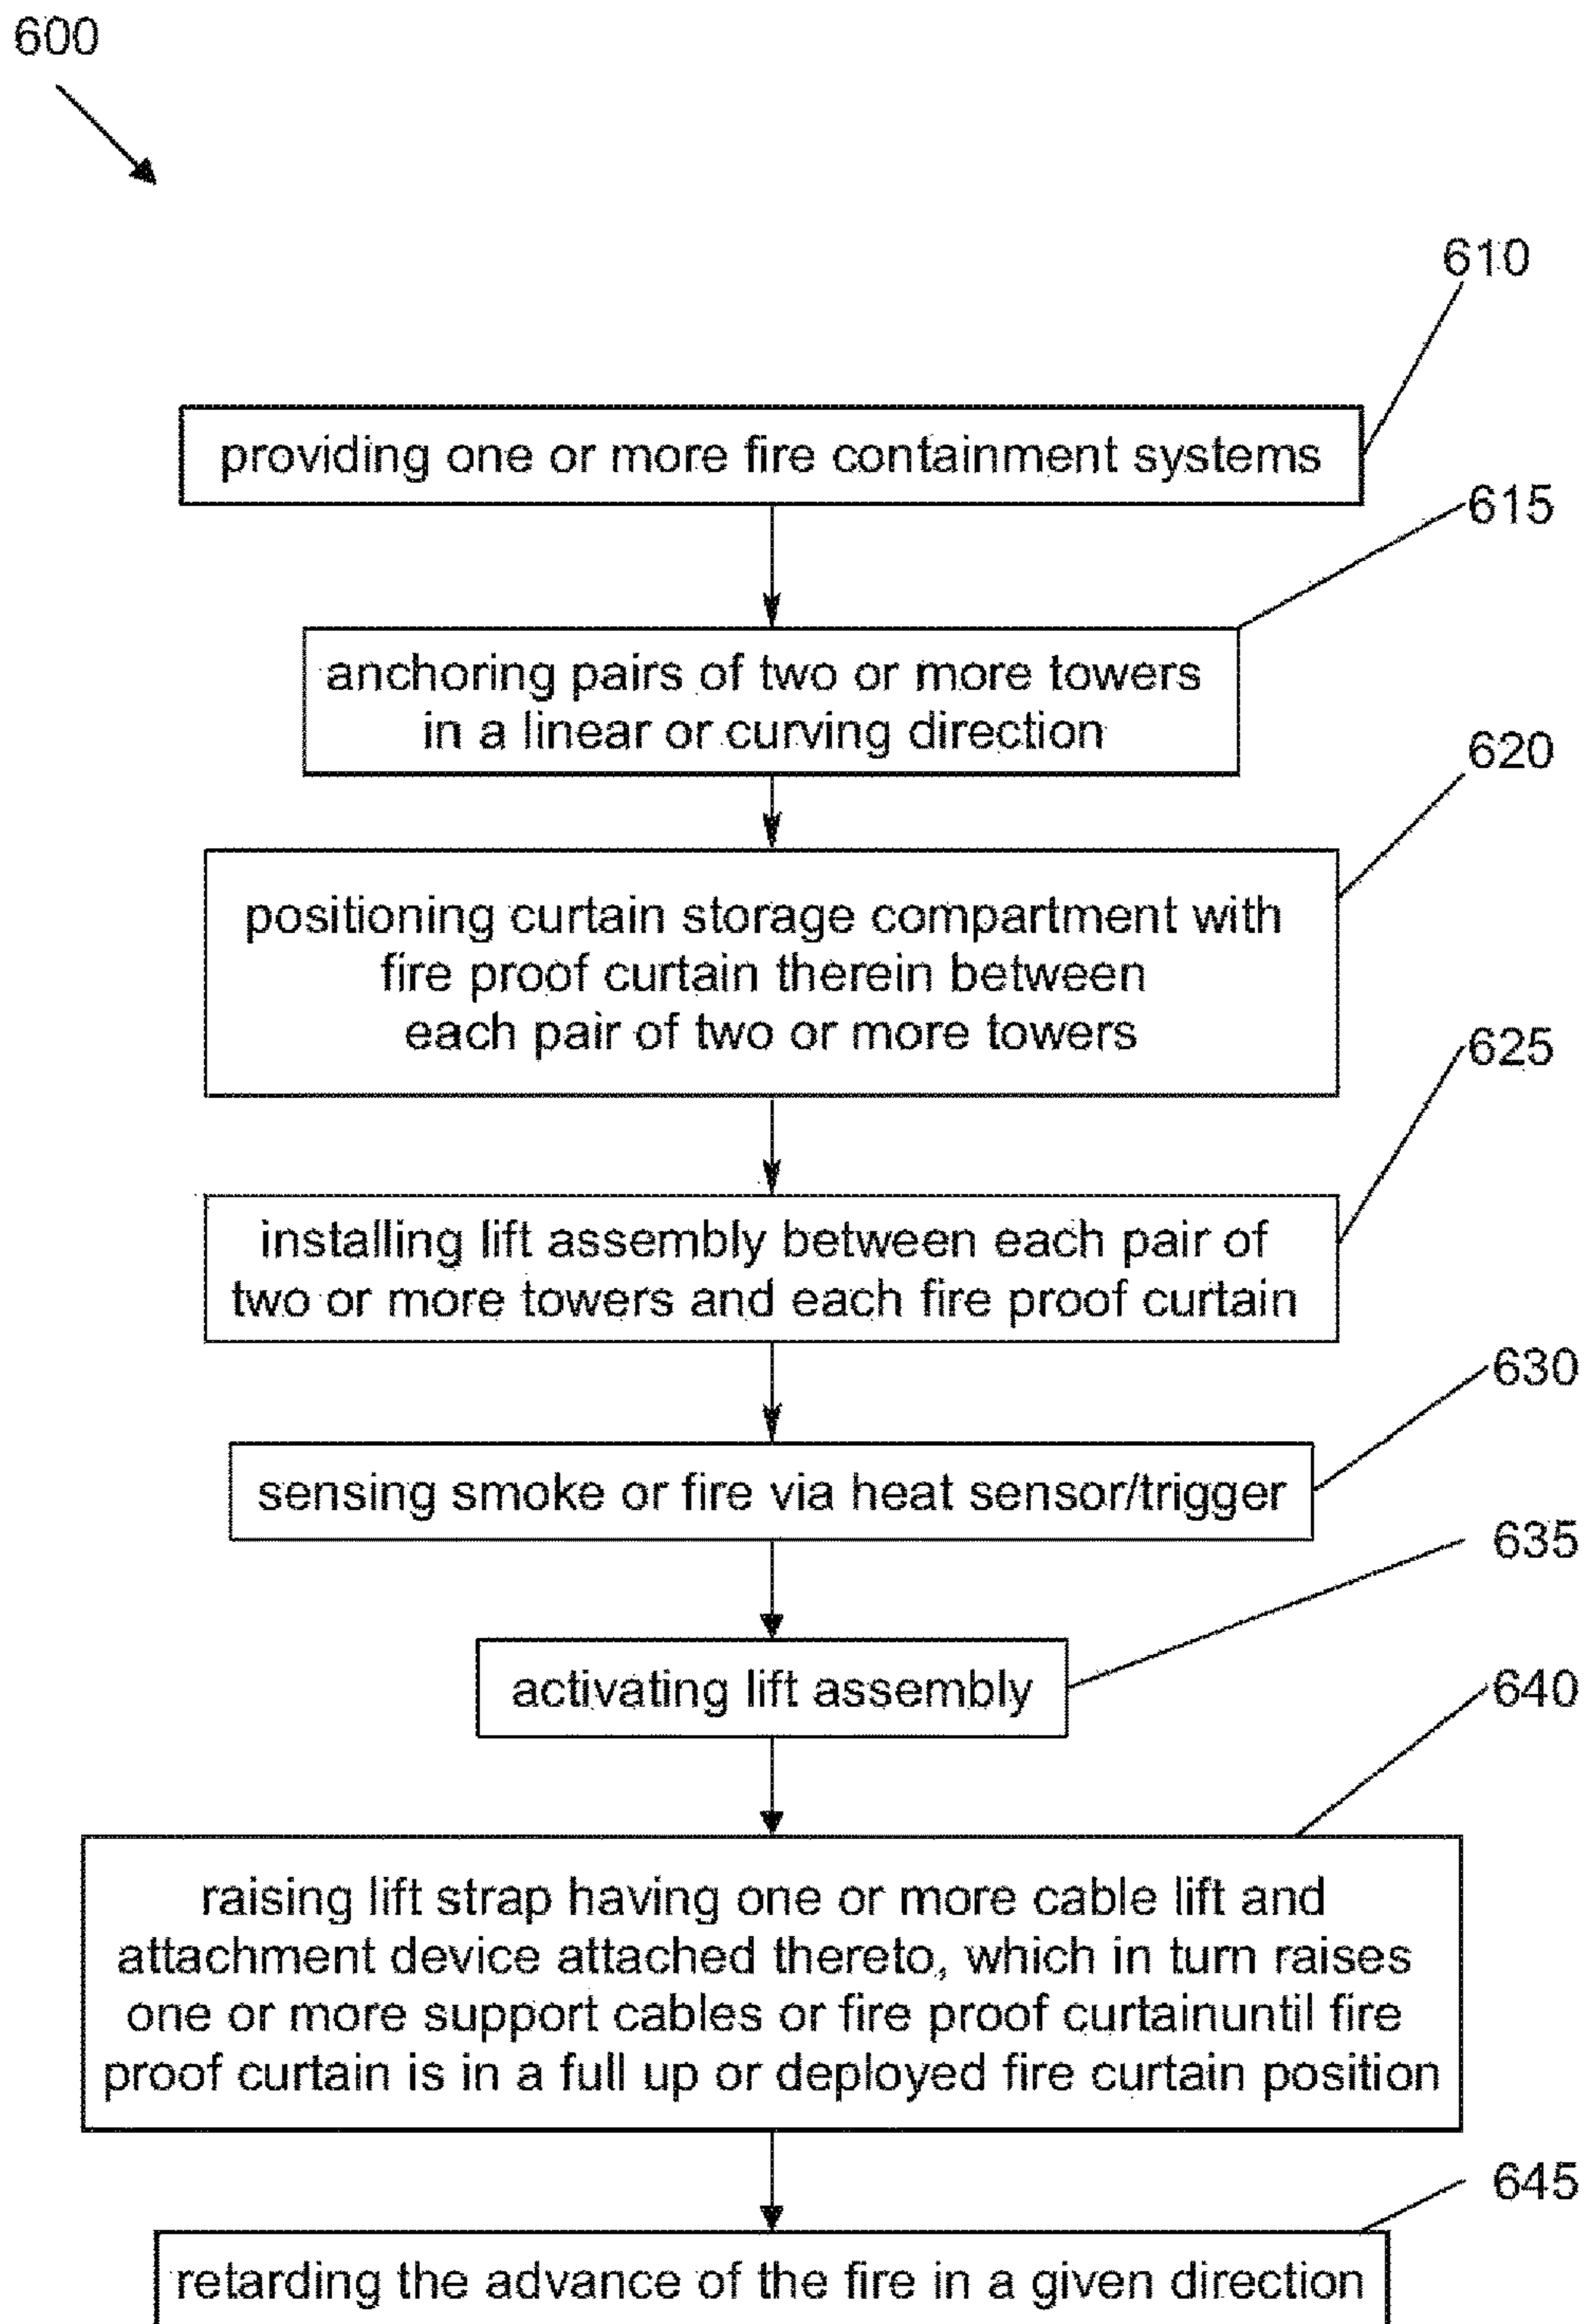 600
610
providing one or more fire containment systems
615
anchoring pairs of two or more towers
in a linear or curving direction
620
positioning curtain storage compartment with
fire proof curtain therein between
each pair of two or more towers
625
installing lift assembly between each pair of
two or more towers and each fire proof curtain
630
sensing smoke or fire via heat sensor/trigger
635
activating lift assembly
640
raising lift strap having one or more cable lift and
attachment device attached thereto, which in turn raises
one or more support cables or fire proof curtainuntil fire
proof curtain is in a full up or deployed fire curtain position
645
retarding the advance of the fire in a given direction